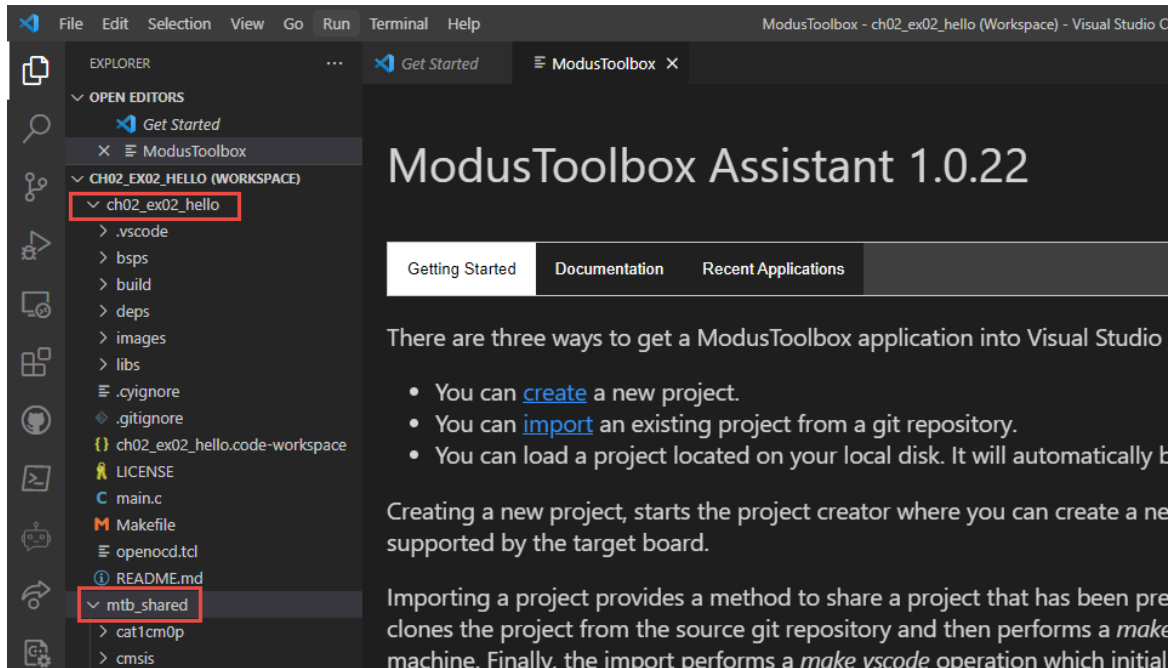 File Edit Selection View Go Run Terminal Help
ModusToolbox - ch02_ex02_hello (Workspace) - Visual Studio C
EXPLORER
Get Started
ModusToolbox
OPEN EDITORS
Get Started
ModusToolbox
CH02_EX02_HELLO (WORKSPACE)
ch02_ex02_hello
.vscode
bsps
build
deps
images
libs
.cyignore
.gitignore
ch02_ex02_hello.code-workspace
LICENSE
main.c
Makefile
openocd.tcl
README.md
mtb_shared
cat1cm0p
cmsis
ModusToolbox Assistant 1.0.22
Getting Started Documentation Recent Applications
There are three ways to get a ModusToolbox application into Visual Studio
• You can create a new project.
• You can import an existing project from a git repository.
• You can load a project located on your local disk. It will automatically b
Creating a new project, starts the project creator where you can create a ne
supported by the target board.
Importing a project provides a method to share a project that has been pre
clones the project from the source git repository and then performs a make
machine. Finally, the import performs a make vscode operation which initial